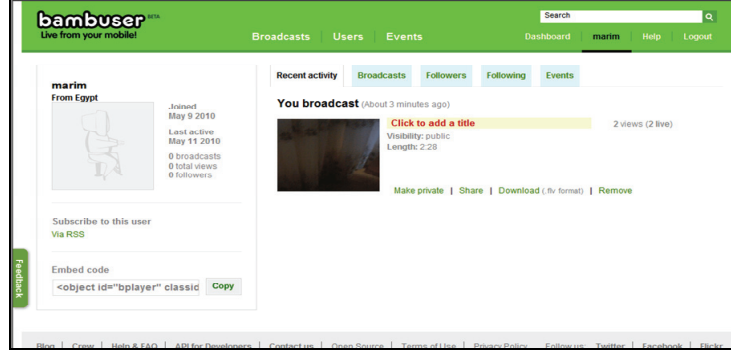 bambuser BETA
Live from your mobile!
Search
Broadcasts | Users | Events
Dashboard | marim | Help | Logout
marim
From Egypt
Joined
May 9 2010
Last active
May 11 2010
0 broadcasts
0 total views
0 followers
Subscribe to this user
Via RSS
Embed code
<object id="bplayer" classid
Copy
Feedback
Recent activity
Broadcasts
Followers
Following
Events
You broadcast (About 3 minutes ago)
Click to add a title
2 views (2 live)
Visibility: public
Length: 2:28
Make private | Share | Download (.flv format) | Remove
Blog | Crew | Help & FAQ | API for Developers | Contact us | Open Source | Terms of Use | Privacy Policy Follow us: Twitter | Facebook | Flickr